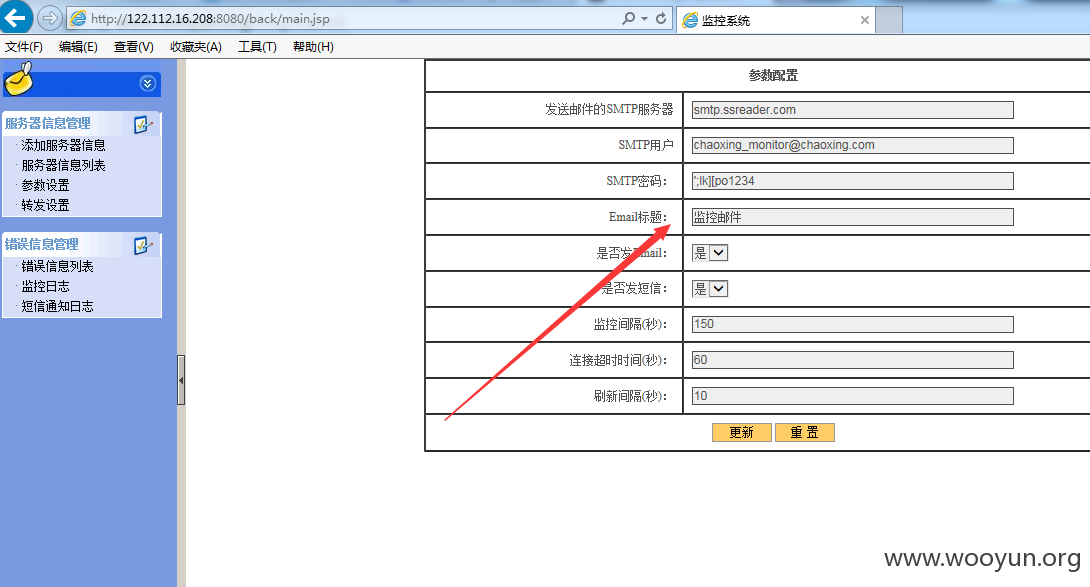 http://122.112.16.208:8080/back/main.jsp
监控系统
文件(F) 编辑(E) 查看(V) 收藏夹(A) 工具(T) 帮助(H)
服务器信息管理
添加服务器信息
服务器信息列表
参数设置
转发设置
错误信息管理
错误信息列表
监控日志
短信通知日志
参数配置
发送邮件的SMTP服务器 smtp.ssreader.com
SMTP用户 chaoxing_monitor@chaoxing.com
SMTP密码: ';lk][po1234
Email标题: 监控邮件
是否发Email: 是
是否发短信: 是
监控间隔(秒): 150
连接超时时间(秒): 60
刷新间隔(秒): 10
更新 重 置
www.wooyun.org